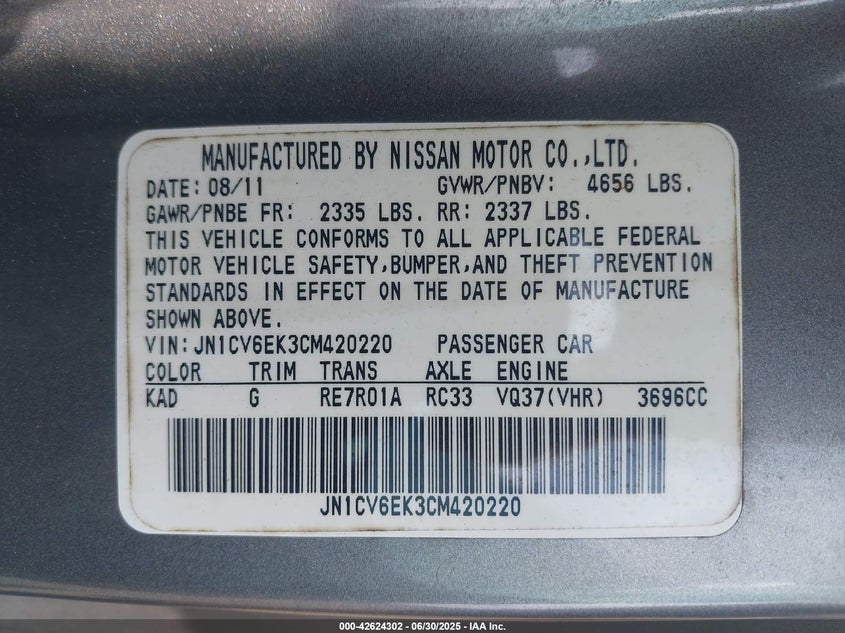 MANUFACTURED BY NISSAN MOTOR CO.,LTD.
DATE: 08/11 GVWR/PNBV: 4656 LBS.
GAWR/PNBE FR: 2335 LBS. RR: 2337 LBS.
THIS VEHICLE CONFORMS TO ALL APPLICABLE FEDERAL
MOTOR VEHICLE SAFETY,BUMPER,AND THEFT PREVENTION
STANDARDS IN EFFECT ON THE DATE OF MANUFACTURE
SHOWN ABOVE.
VIN:JN1CV6EK3CM420220 PASSENGER CAR
COLOR TRIM TRANS AXLE ENGINE
KAD G RE7R01A RC33 VQ37(VHR) 3696CC
JN1CV6EK3CM420220
000-42624302 - 06/30/2025 - IAA Inc.